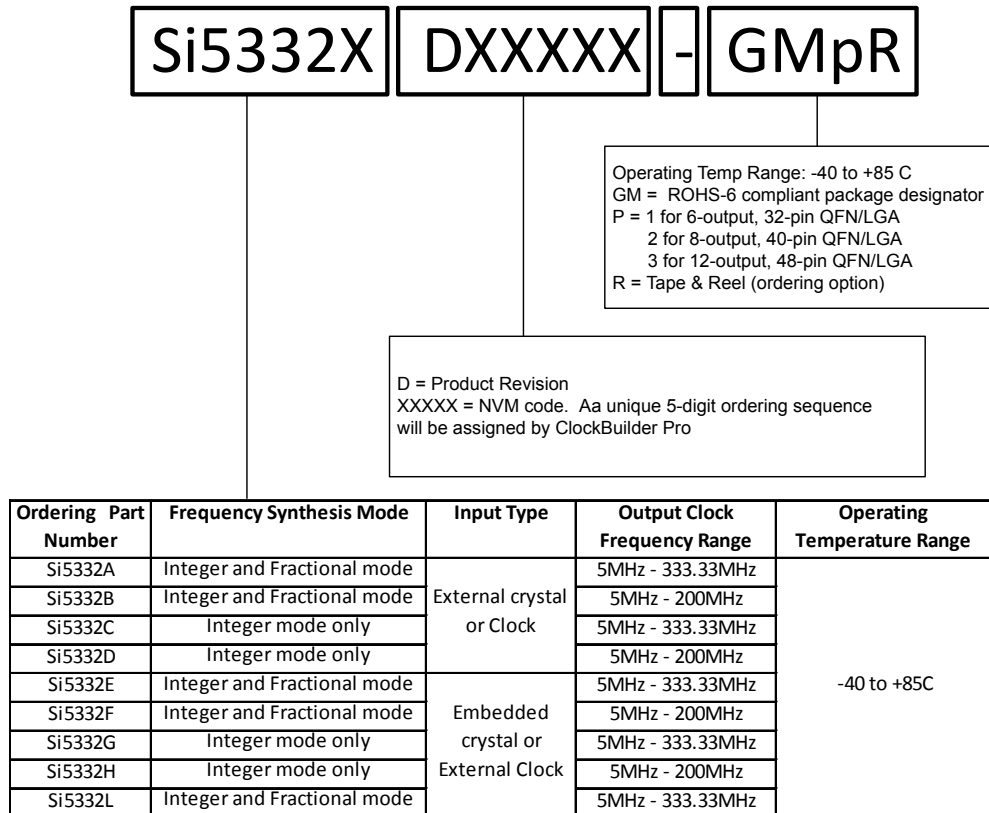 Si5332X DXXXXX - GMpR
Operating Temp Range: -40 to +85 C
GM = ROHS-6 compliant package designator
P = 1 for 6-output, 32-pin QFN/LGA
2 for 8-output, 40-pin QFN/LGA
3 for 12-output, 48-pin QFN/LGA
R = Tape & Reel (ordering option)
D = Product Revision
XXXXX = NVM code. Aa unique 5-digit ordering sequence
will be assigned by ClockBuilder Pro
Ordering Part Number Frequency Synthesis Mode Input Type Output Clock Frequency Range Operating Temperature Range
Si5332A Integer and Fractional mode External crystal or Clock 5MHz - 333.33MHz -40 to +85C
Si5332B Integer and Fractional mode 5MHz - 200MHz
Si5332C Integer mode only 5MHz - 333.33MHz
Si5332D Integer mode only 5MHz - 200MHz
Si5332E Integer and Fractional mode Embedded crystal or External Clock 5MHz - 333.33MHz
Si5332F Integer and Fractional mode 5MHz - 200MHz
Si5332G Integer mode only 5MHz - 333.33MHz
Si5332H Integer mode only 5MHz - 200MHz
Si5332L Integer and Fractional mode 5MHz - 333.33MHz